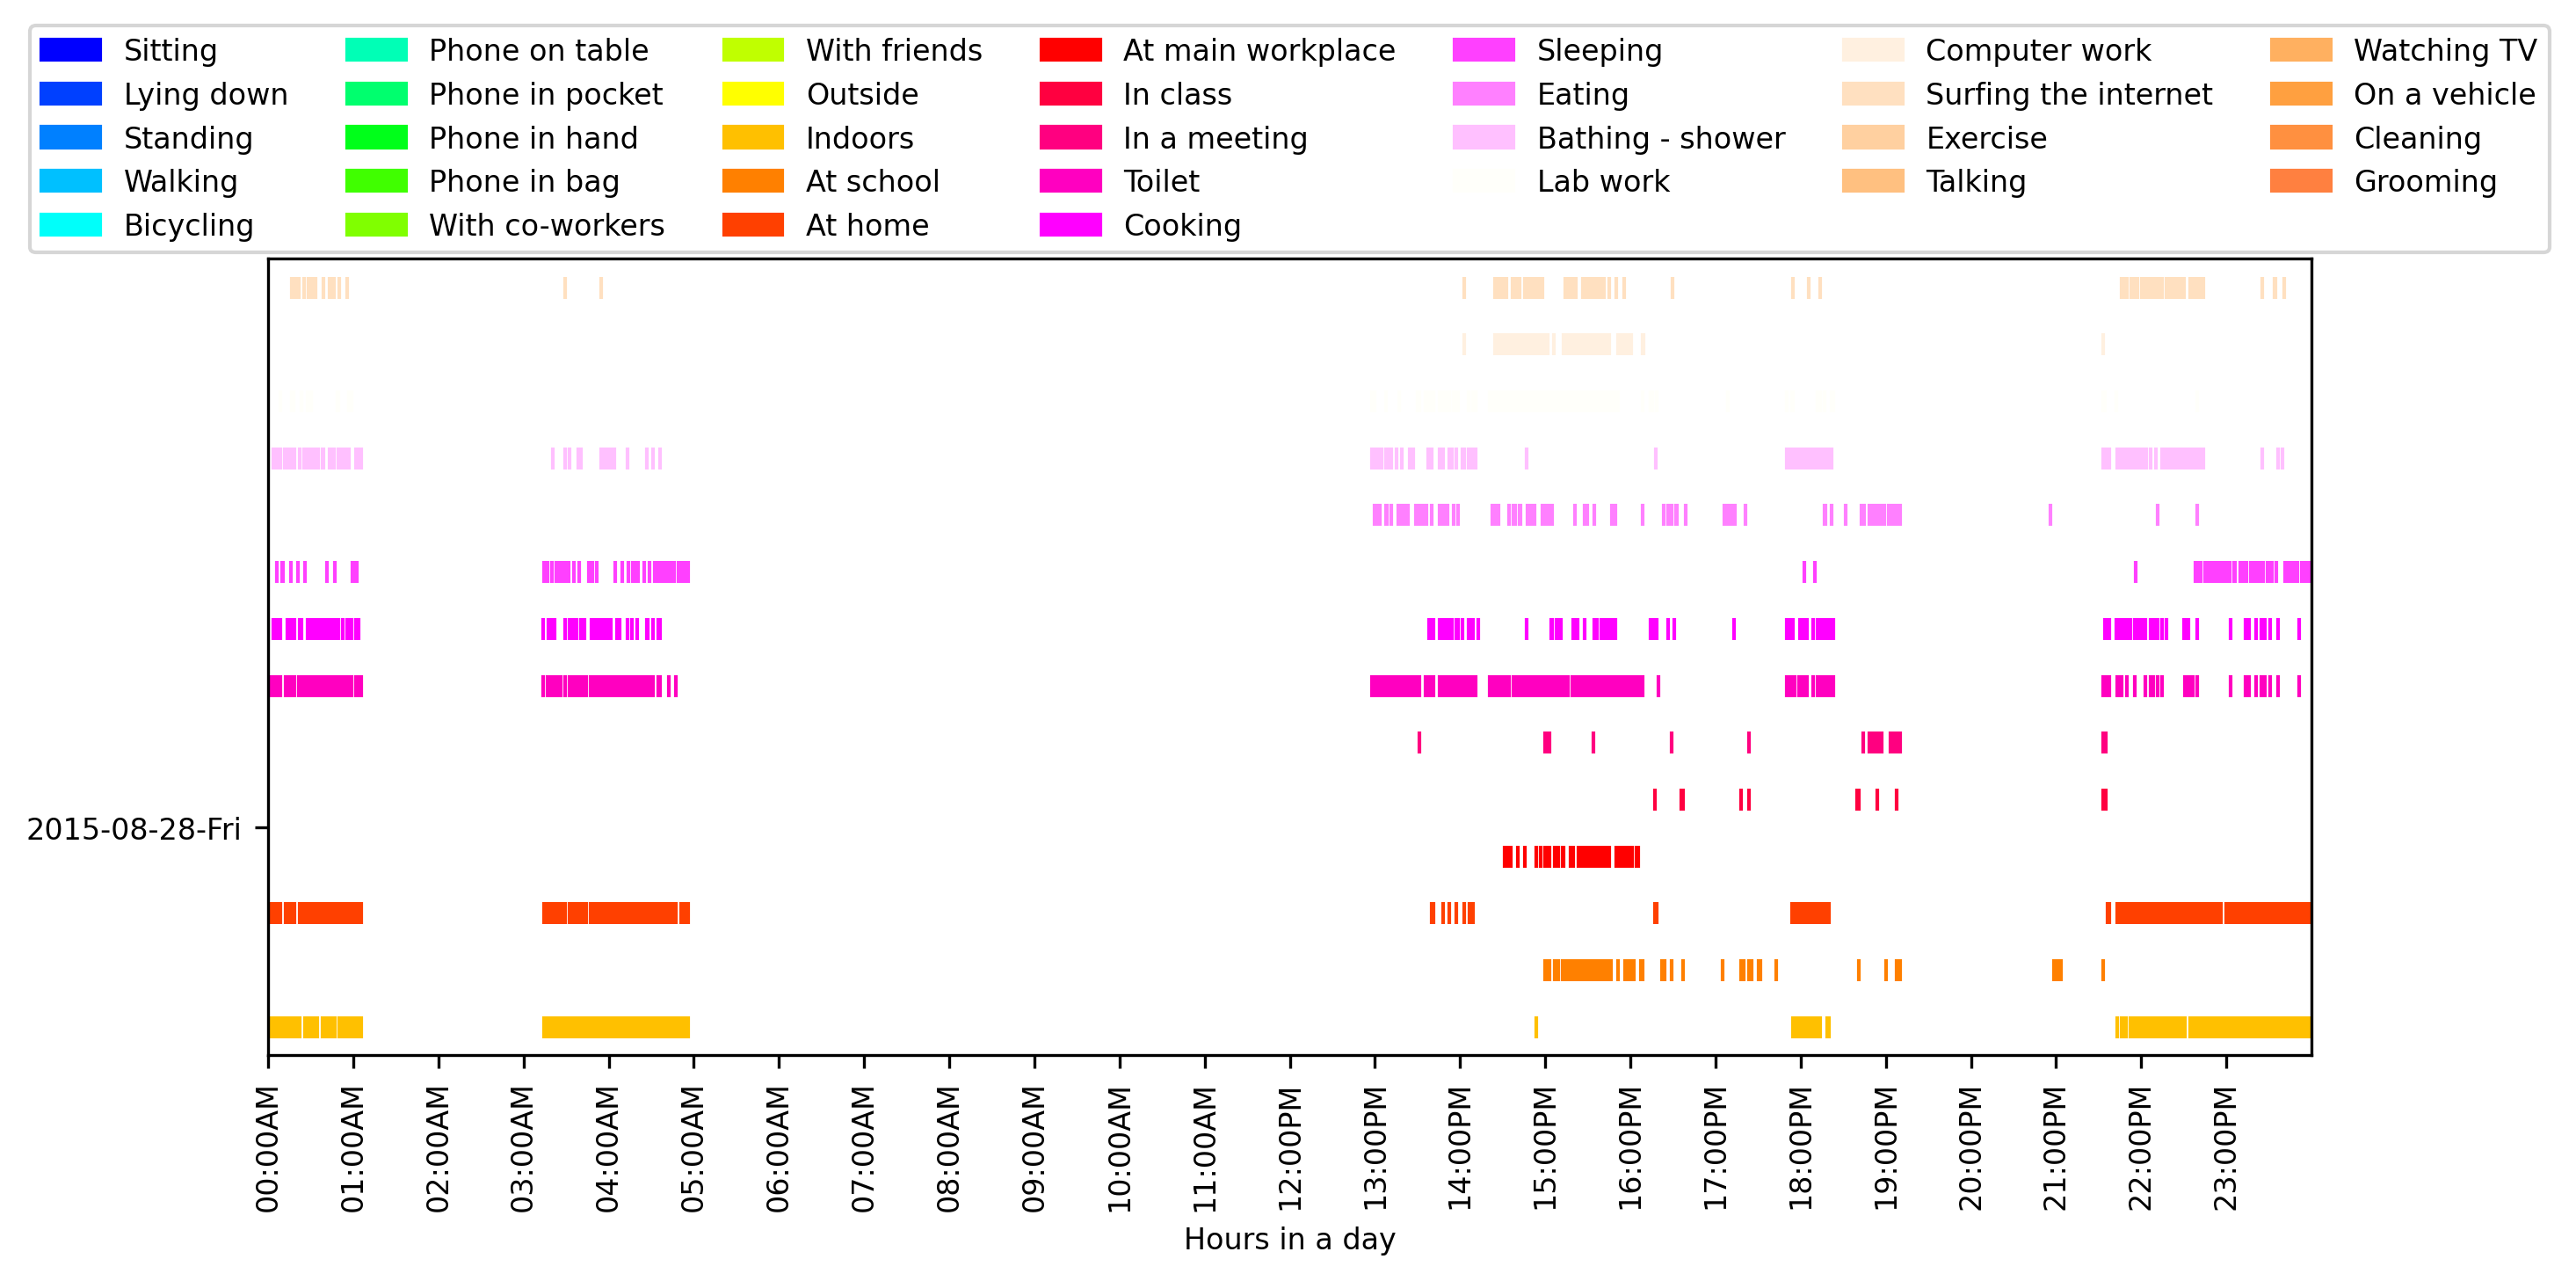 Sitting
Lying down
Standing
Walking
Bicycling
Phone on table
Phone in pocket
Phone in hand
Phone in bag
With co-workers
With friends
Outside
Indoors
At school
At home
At main workplace
In class
In a meeting
Toilet
Cooking
Sleeping
Eating
Bathing - shower
Lab work
Computer work
Surfing the internet
Exercise
Talking
Watching TV
On a vehicle
Cleaning
Grooming
2015-08-28-Fri
00:00AM
01:00AM
02:00AM
03:00AM
04:00AM
05:00AM
06:00AM
07:00AM
08:00AM
09:00AM
10:00AM
11:00AM
12:00PM
13:00PM
14:00PM
15:00PM
16:00PM
17:00PM
18:00PM
19:00PM
20:00PM
21:00PM
22:00PM
23:00PM
Hours in a day